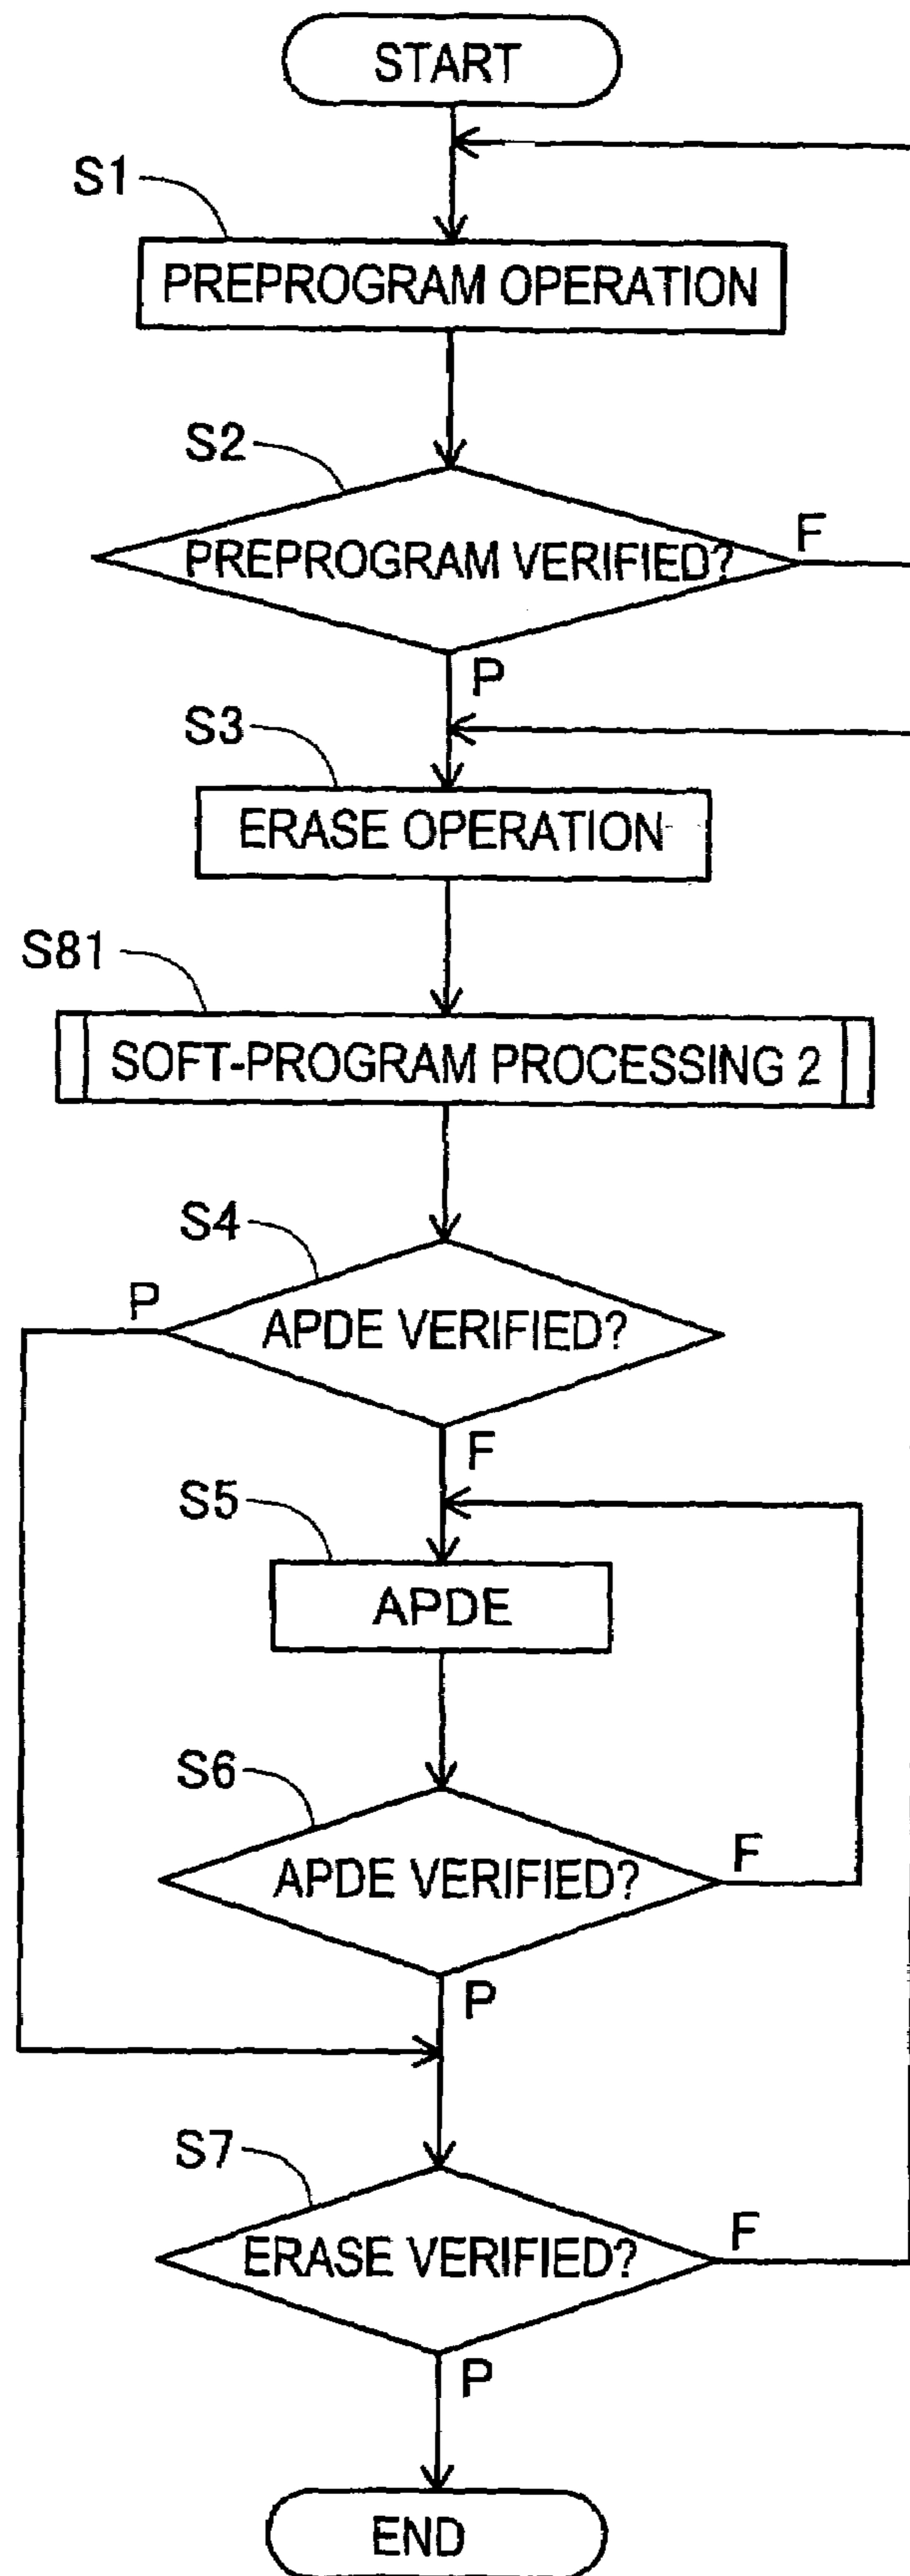 START
S1
PREPROGRAM OPERATION
S2
PREPROGRAM VERIFIED?
F
P
S3
ERASE OPERATION
S81
SOFT-PROGRAM PROCESSING 2
S4
P
APDE VERIFIED?
F
S5
APDE
S6
APDE VERIFIED?
F
P
S7
ERASE VERIFIED?
F
P
END